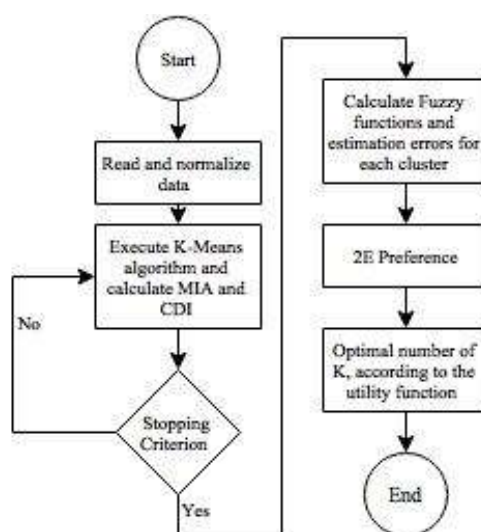 Start
Read and normalize
data
Execute K-Means
algorithm and
calculate MIA and
CDI
No
Stopping
Criterion
Yes
Calculate Fuzzy
functions and
estimation errors for
each cluster
2E Preference
Optimal number of
K, according to the
utility function
End